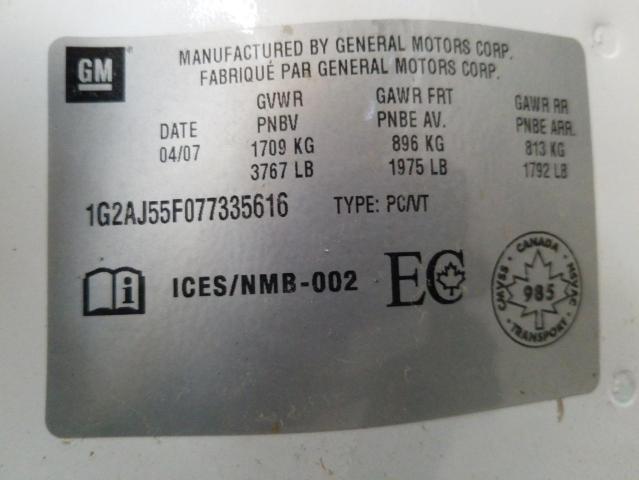 GM
MANUFACTURED BY GENERAL MOTORS CORP.
FABRIQUÉ PAR GENERAL MOTORS CORP.
GVWR GAWR FRT GAWR RR
DATE PNBV PNBE AV. PNBE ARR.
04/07 1709 KG 896 KG 813 KG
3767 LB 1975 LB 1792 LB
1G2AJ55F077335616 TYPE: PC/VT
i ICES/NMB-002 EC
CANADA
CMVSS 985 NSVAC
TRANSPORT